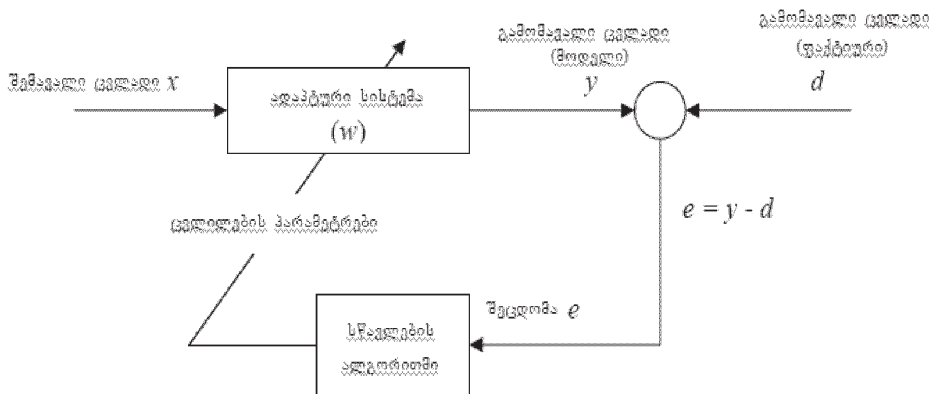 შემავალი ცვლადი x
ადაპტური სისტემა
(w)
გამომავალი ცვლადი
(მოდელი)
y
გამომავალი ცვლადი
(ფაქტიური)
d
ცვლილების პარამეტრები
e = y - d
შეცდომა e
სწავლების
ალგორითმი